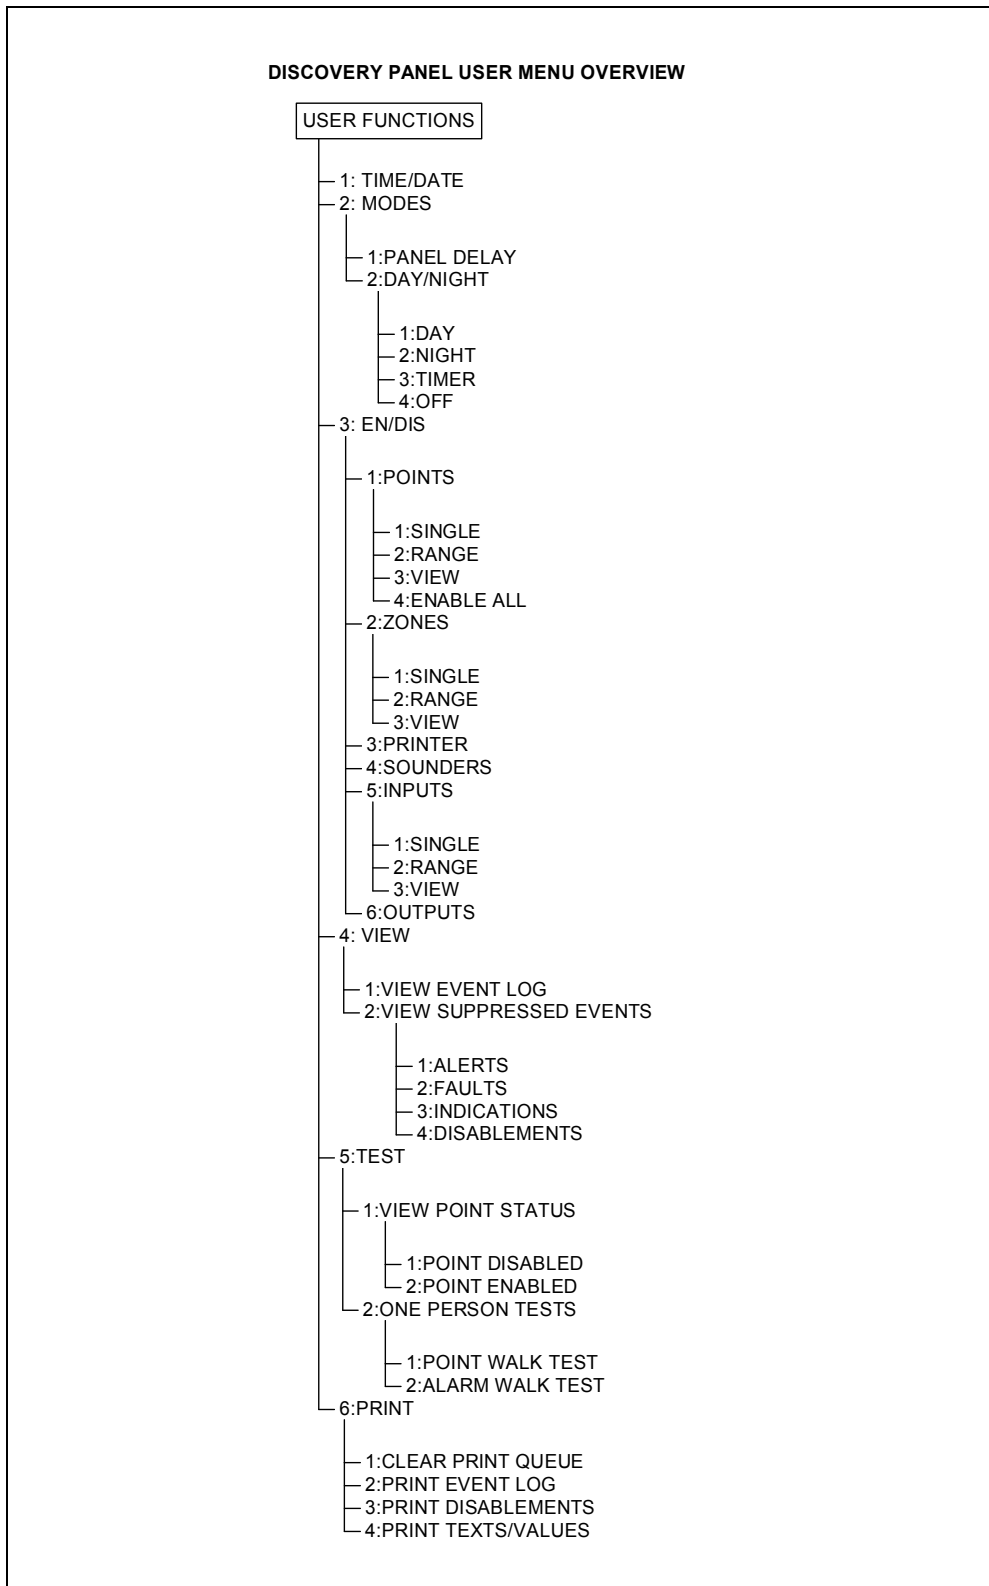 DISCOVERY PANEL USER MENU OVERVIEW
USER FUNCTIONS
1: TIME/DATE
2: MODES
1:PANEL DELAY
2:DAY/NIGHT
1:DAY
2:NIGHT
3:TIMER
4:OFF
3: EN/DIS
1:POINTS
1:SINGLE
2:RANGE
3:VIEW
4:ENABLE ALL
2:ZONES
1:SINGLE
2:RANGE
3:VIEW
3:PRINTER
4:SOUNDERS
5:INPUTS
1:SINGLE
2:RANGE
3:VIEW
6:OUTPUTS
4: VIEW
1:VIEW EVENT LOG
2:VIEW SUPPRESSED EVENTS
1:ALERTS
2:FAULTS
3:INDICATIONS
4:DISABLEMENTS
5:TEST
1:VIEW POINT STATUS
1:POINT DISABLED
2:POINT ENABLED
2:ONE PERSON TESTS
1:POINT WALK TEST
2:ALARM WALK TEST
6:PRINT
1:CLEAR PRINT QUEUE
2:PRINT EVENT LOG
3:PRINT DISABLEMENTS
4:PRINT TEXTS/VALUES